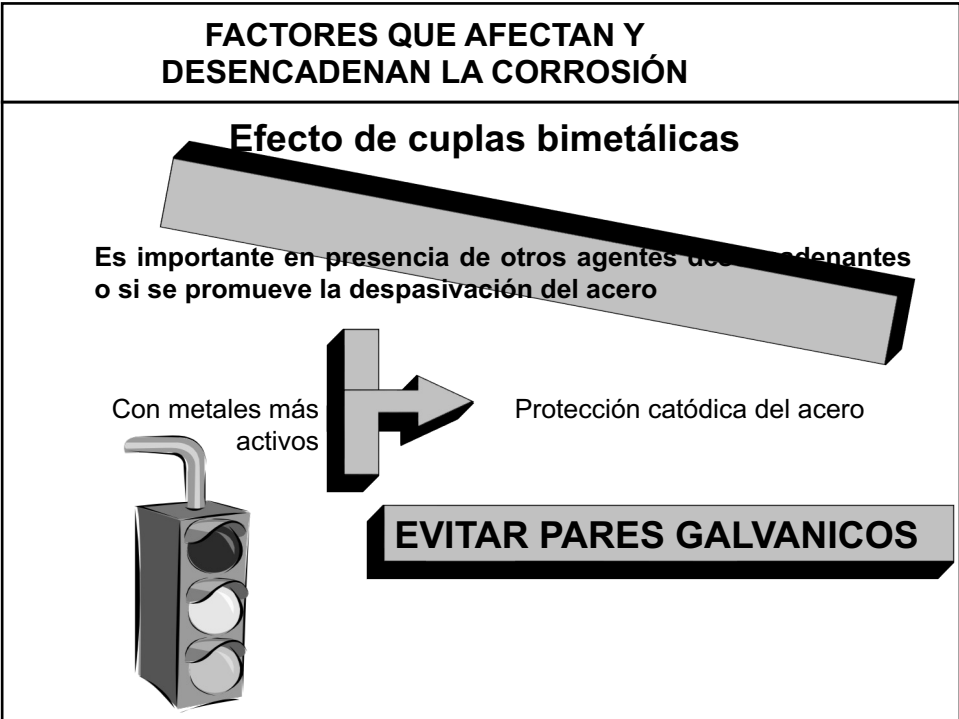 FACTORES QUE AFECTAN Y
DESENCADENAN LA CORROSIÓN
Efecto de cuplas bimetálicas
Es importante en presencia de otros agentes desencadenantes
o si se promueve la despasivación del acero
Con metales más
activos
Protección catódica del acero
EVITAR PARES GALVANICOS